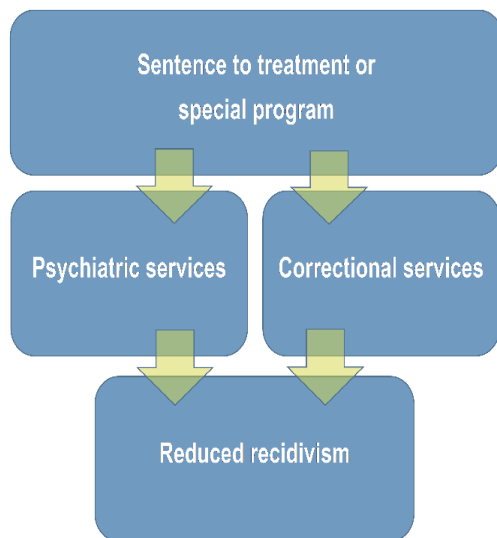 Sentence to treatment or
special program
Psychiatric services
Correctional services
Reduced recidivism